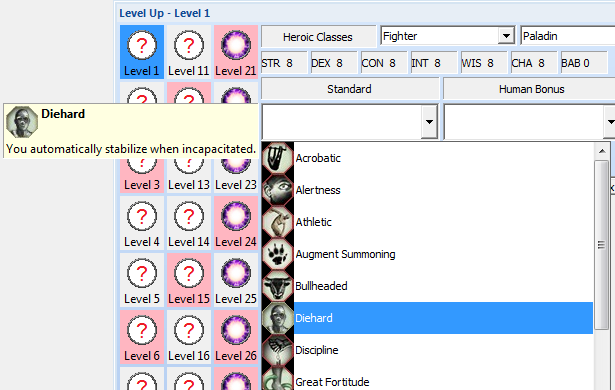 Level Up - Level 1
Heroic Classes
Fighter
Paladin
STR 8 DEX 8 CON 8 INT 8 WIS 8 CHA 8 BAB 0
Standard
Human Bonus
? Level 1
? Level 11
Level 21
Diehard
You automatically stabilize when incapacitated.
Level 3
? Level 13
Level 23
? Level 4
? Level 14
Level 24
? Level 5
? Level 15
Level 25
? Level 6
? Level 16
Level 26
Acrobatic
Alertness
Athletic
Augment Summoning
Bullheaded
Diehard
Discipline
Great Fortitude